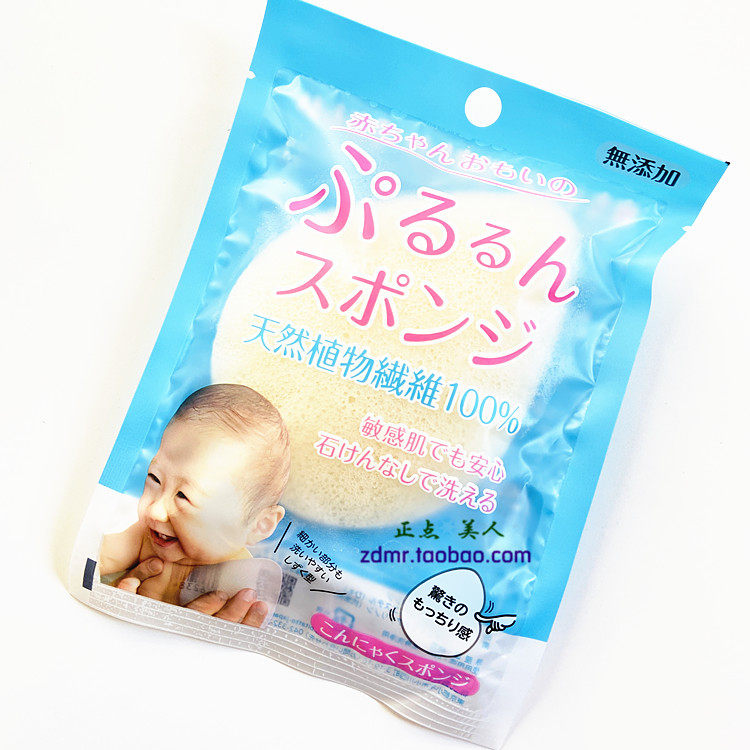 赤ちゃんおもいの
無添加
ぷるるん
スポンジ
天然植物繊維100%
敏感肌でも安心
石けんなしで洗える
正点 美人
zdmr.taobao.com
細かい部分も
洗いやすい
しずく型
驚きの
もっちり感
こんにゃくスポンジ